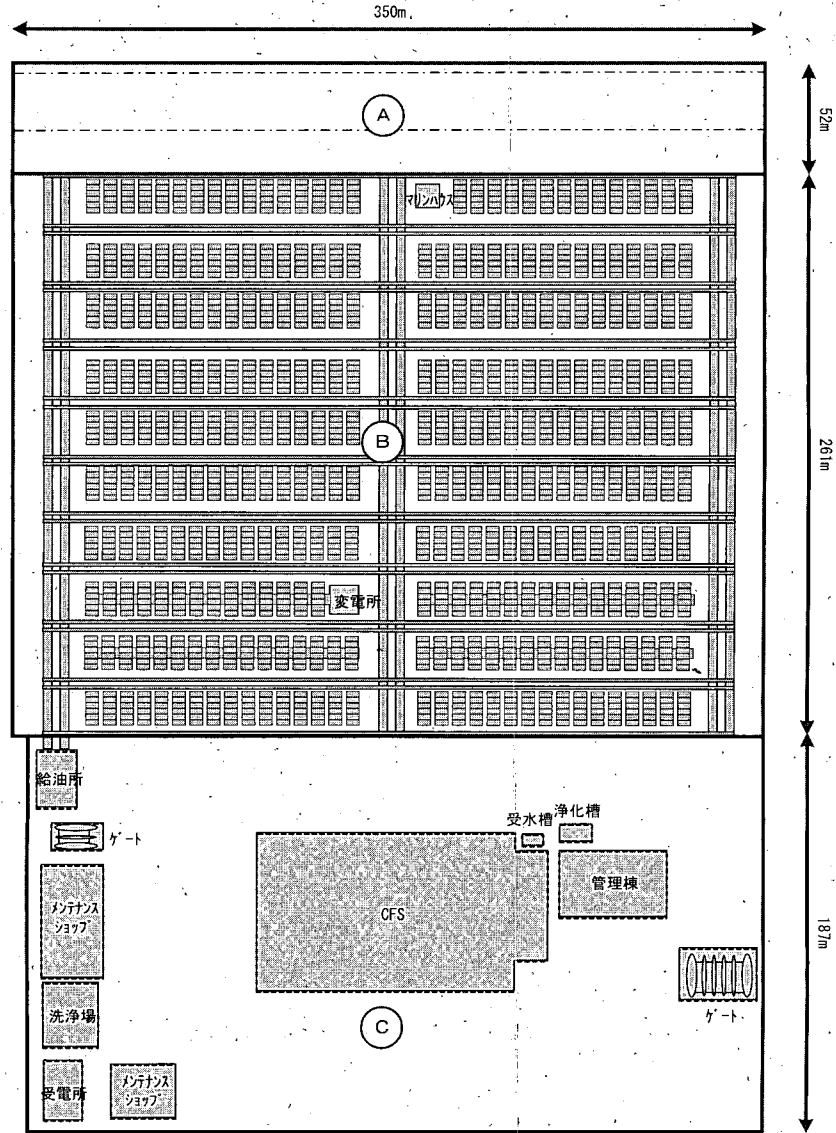 350m
52m
A
マリンハウス
261m
B
変電所
給油所
ゲート
受水槽
浄化槽
管理棟
メンテナンス
ショップ
CFS
187m
ゲート
洗浄場
C
受電所
メンテナンス
ショップ